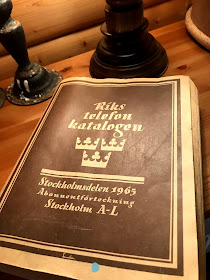 Riks
telefon
katalogen
Stockholmsdelen 1965
Abonnentförteckning
Stockholm A-L